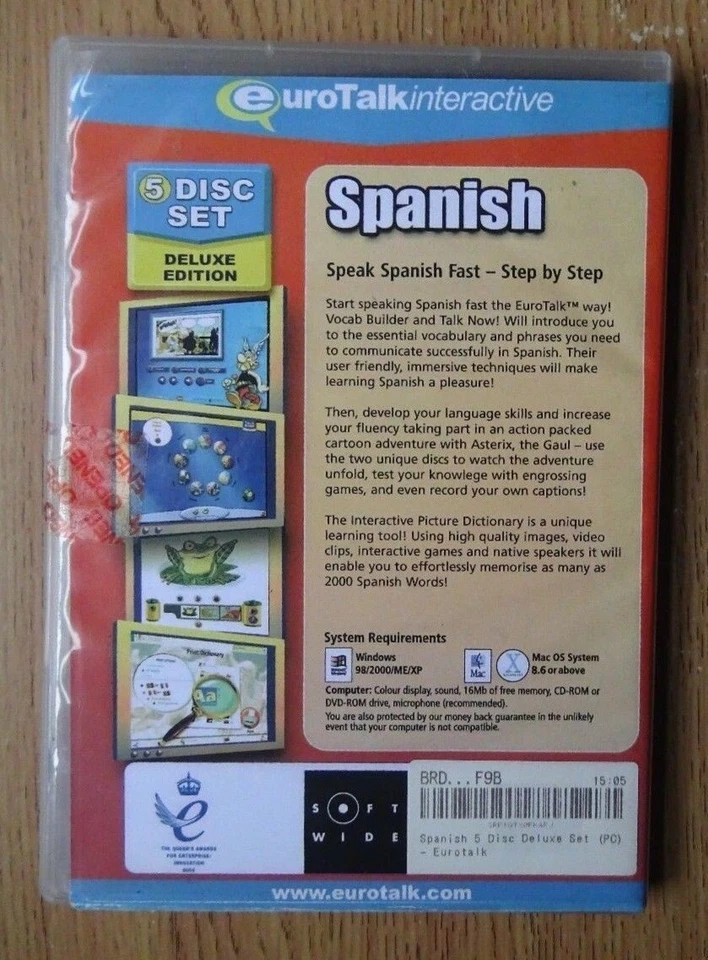 euroTalkinteractive
5 DISC
SET
DELUXE
EDITION
Spanish
Speak Spanish Fast – Step by Step
Start speaking Spanish fast the EuroTalk™ way!
Vocab Builder and Talk Now! Will introduce you
to the essential vocabulary and phrases you need
to communicate successfully in Spanish. Their
user friendly, immersive techniques will make
learning Spanish a pleasure!
Then, develop your language skills and increase
your fluency taking part in an action packed
cartoon adventure with Asterix, the Gaul – use
the two unique discs to watch the adventure
unfold, test your knowlege with engrossing
games, and even record your own captions!
The Interactive Picture Dictionary is a unique
learning tool! Using high quality images, video
clips, interactive games and native speakers it will
enable you to effortlessly memorise as many as
2000 Spanish Words!
System Requirements
Windows
98/2000/ME/XP
Mac
X
Mac OS System
8.6 or above
Computer: Colour display, sound, 16Mb of free memory, CD-ROM or
DVD-ROM drive, microphone (recommended).
You are also protected by our money back guarantee in the unlikely
event that your computer is not compatible.
THE QUEEN'S AWARDS
FOR ENTERPRISE:
INNOVATION
SOFT
WIDE
BRD...F9B 15:05
Spanish 5 Disc Deluxe Set (PC)
- Eurotalk
www.eurotalk.com